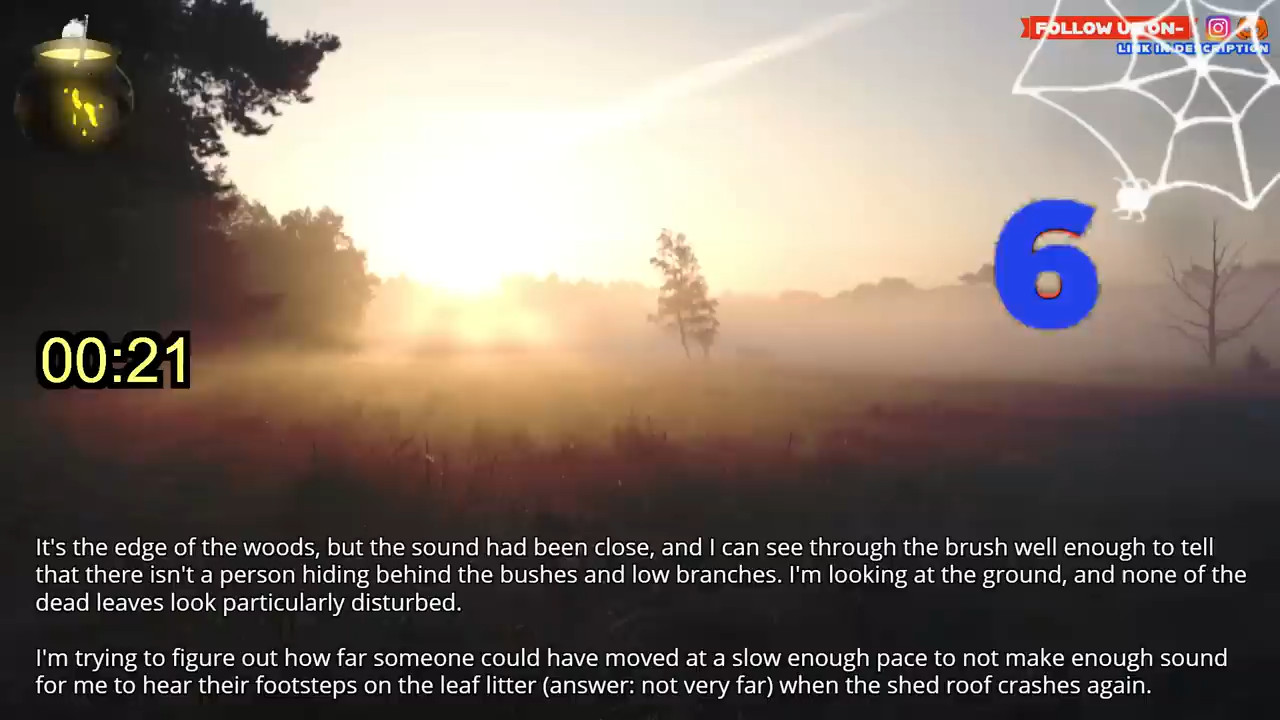 FOLLOW US ON-
LINK IN DESCRIPTION
6
00:21
It's the edge of the woods, but the sound had been close, and I can see through the brush well enough to tell
that there isn't a person hiding behind the bushes and low branches. I'm looking at the ground, and none of the
dead leaves look particularly disturbed.
I'm trying to figure out how far someone could have moved at a slow enough pace to not make enough sound
for me to hear their footsteps on the leaf litter (answer: not very far) when the shed roof crashes again.